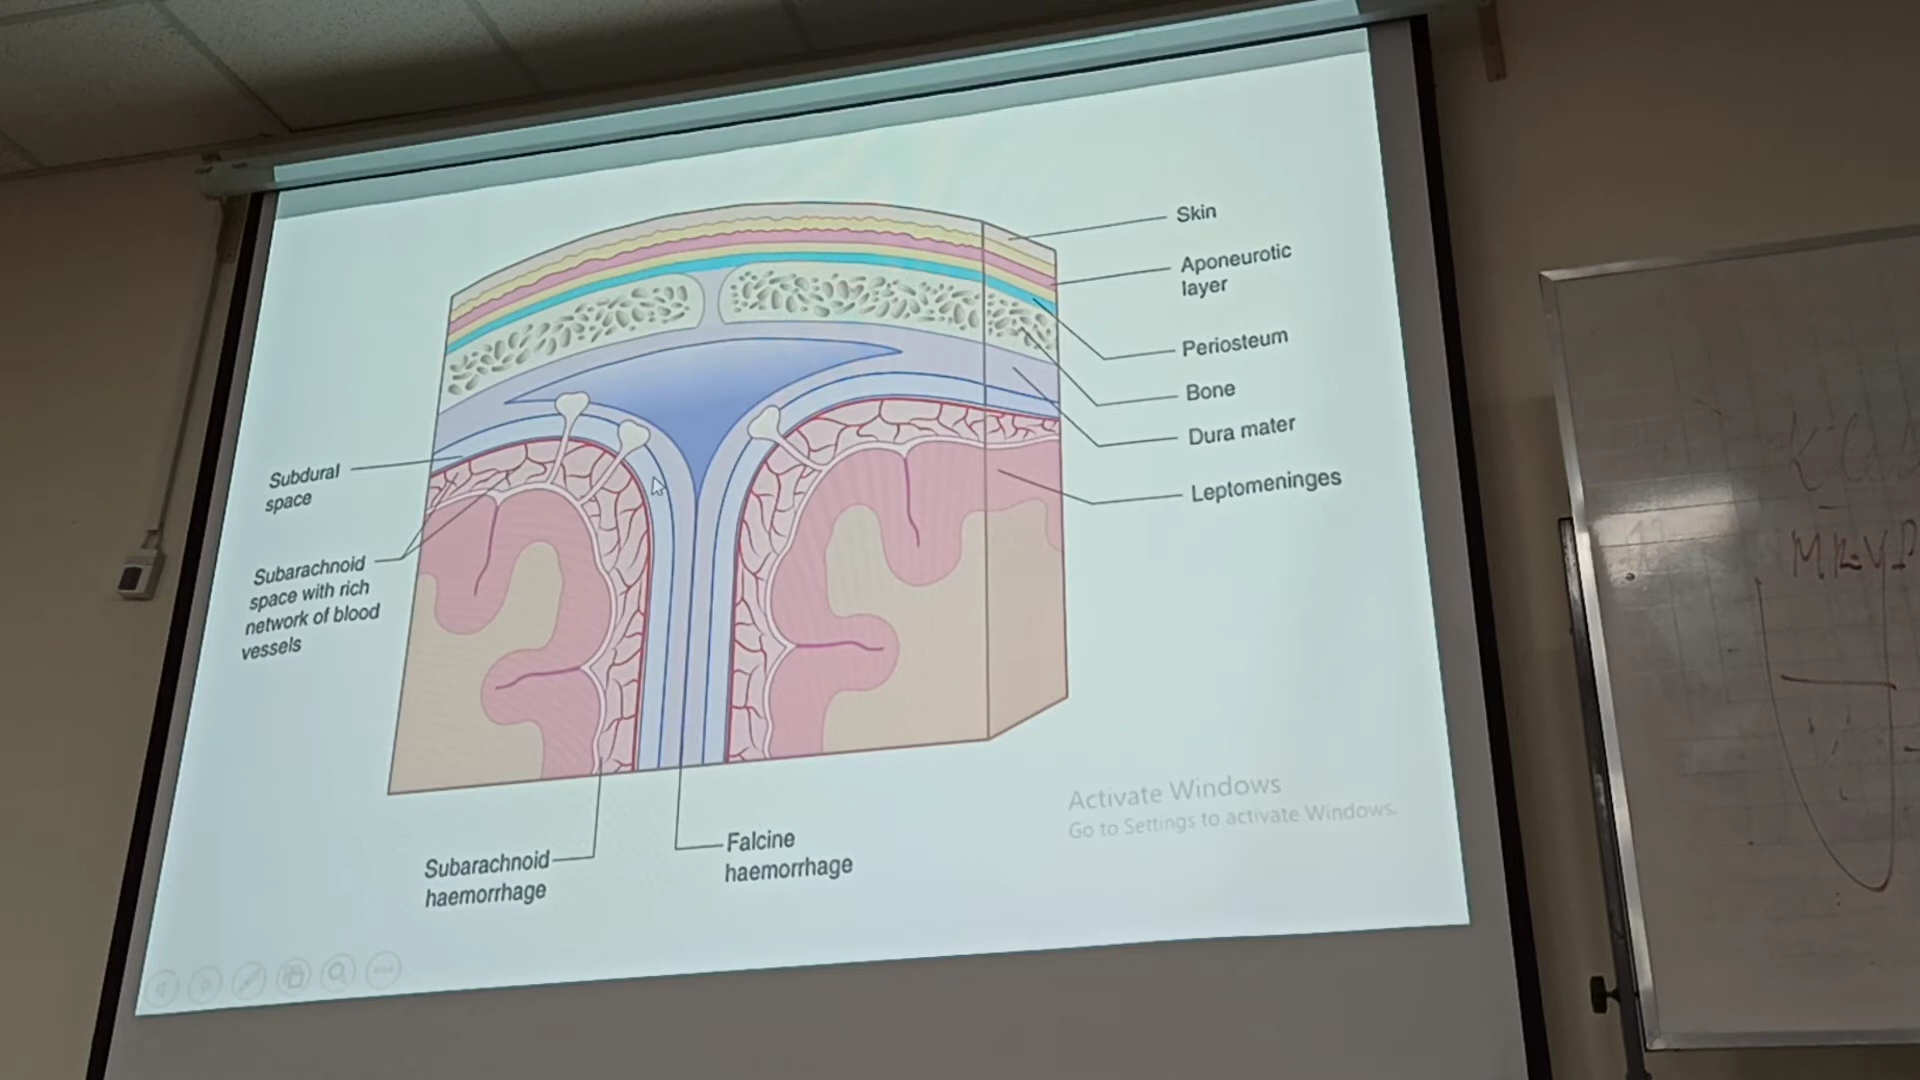 Skin
Aponeurotic
layer
Periosteum
Bone
Dura mater
Leptomeninges
Subdural
space
Subarachnoid
space with rich
network of blood
vessels
Subarachnoid
haemorrhage
Falcine
haemorrhage
Activate Windows
Go to Settings to activate Windows.